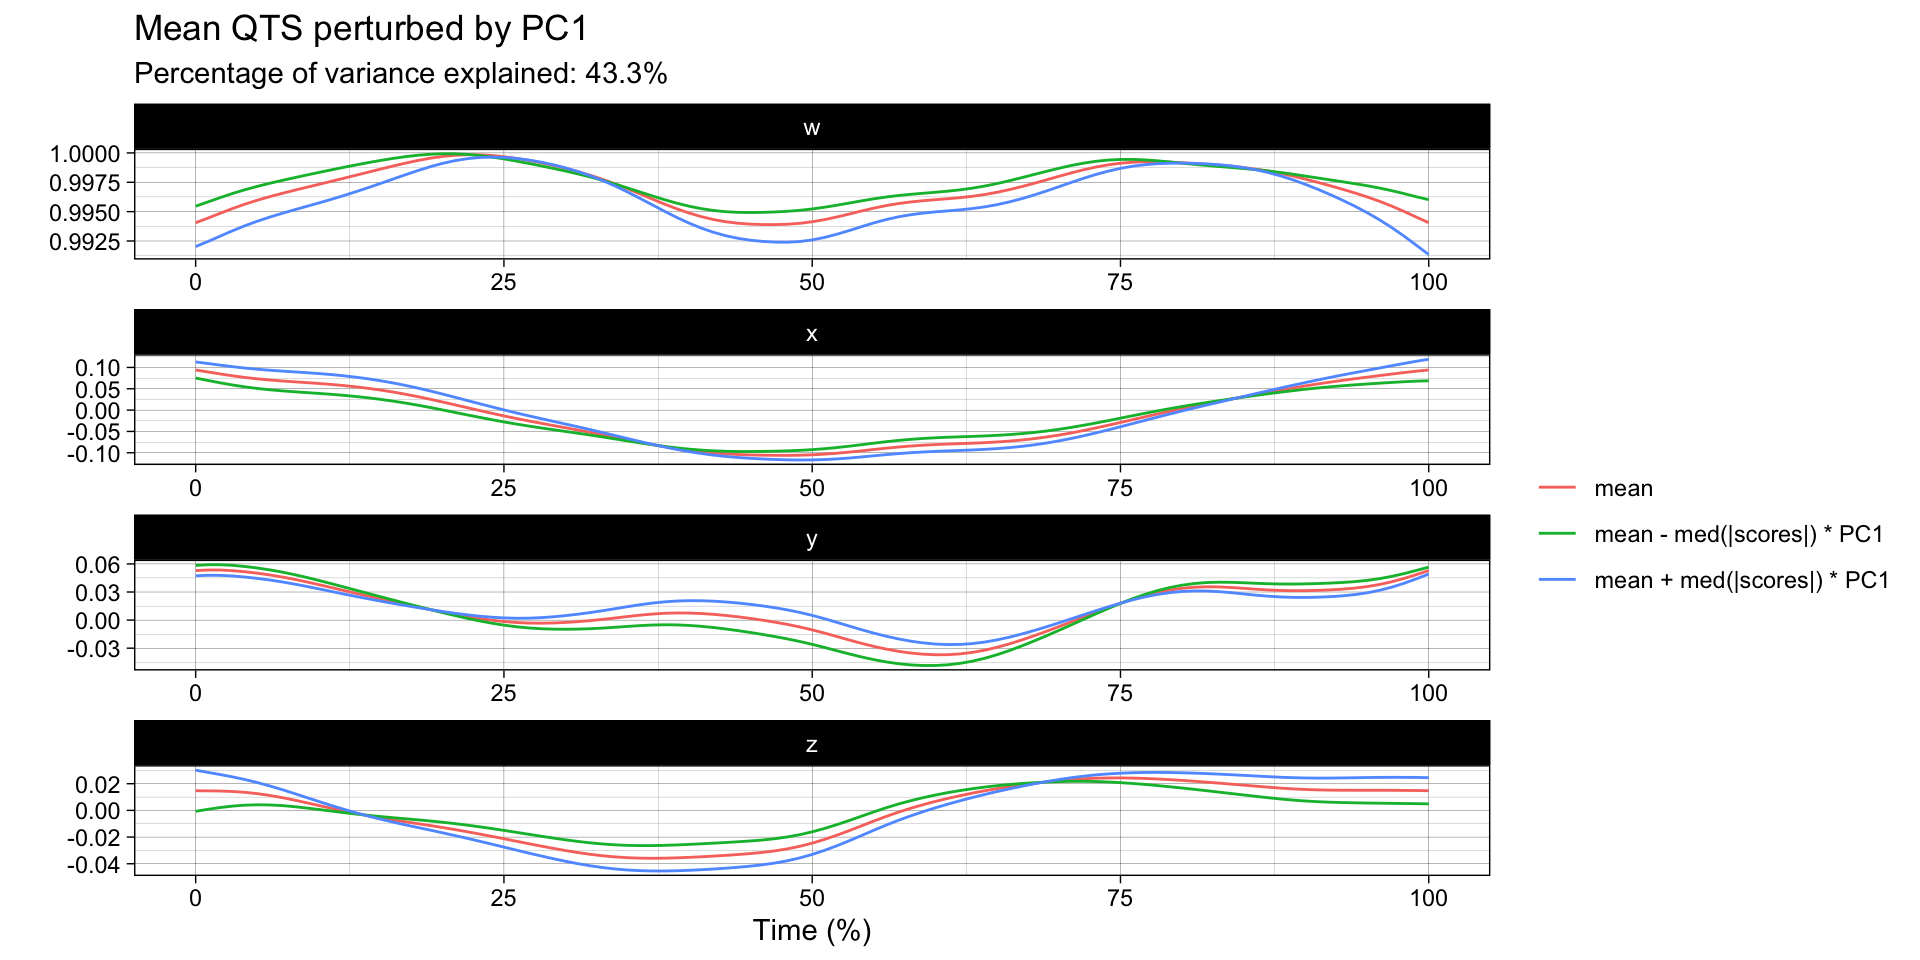 Mean QTS perturbed by PC1
Percentage of variance explained: 43.3%
w
1.0000
0.9975
0.9950
0.9925
0 25 50 75 100
x
0.10
0.05
0.00
-0.05
-0.10
0 25 50 75 100
y
0.06
0.03
0.00
-0.03
0 25 50 75 100
z
0.02
0.00
-0.02
-0.04
0 25 50 75 100
Time (%)
mean
mean - med(|scores|) * PC1
mean + med(|scores|) * PC1